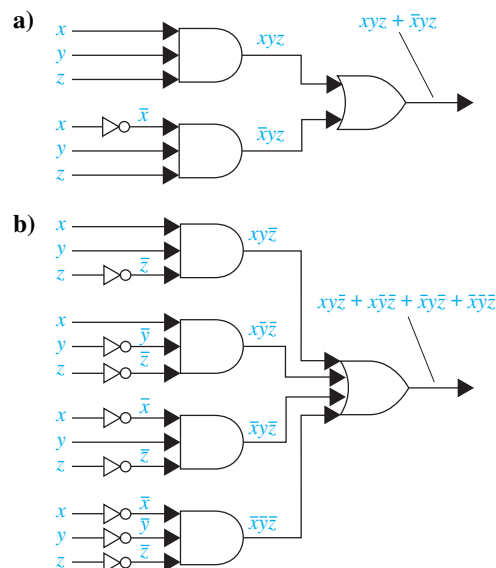 a)
xyz + x̄yz
x
y
z
xyz
x
x̄
y
z
x̄yz
b)
x
y
z
z̄
xyz̄
xyz̄ + xȳz̄ + x̄yz̄ + x̄ȳz̄
x
y
ȳ
z
z̄
xȳz̄
x
x̄
y
z
z̄
x̄yz̄
x
x̄
y
ȳ
z
z̄
x̄ȳz̄